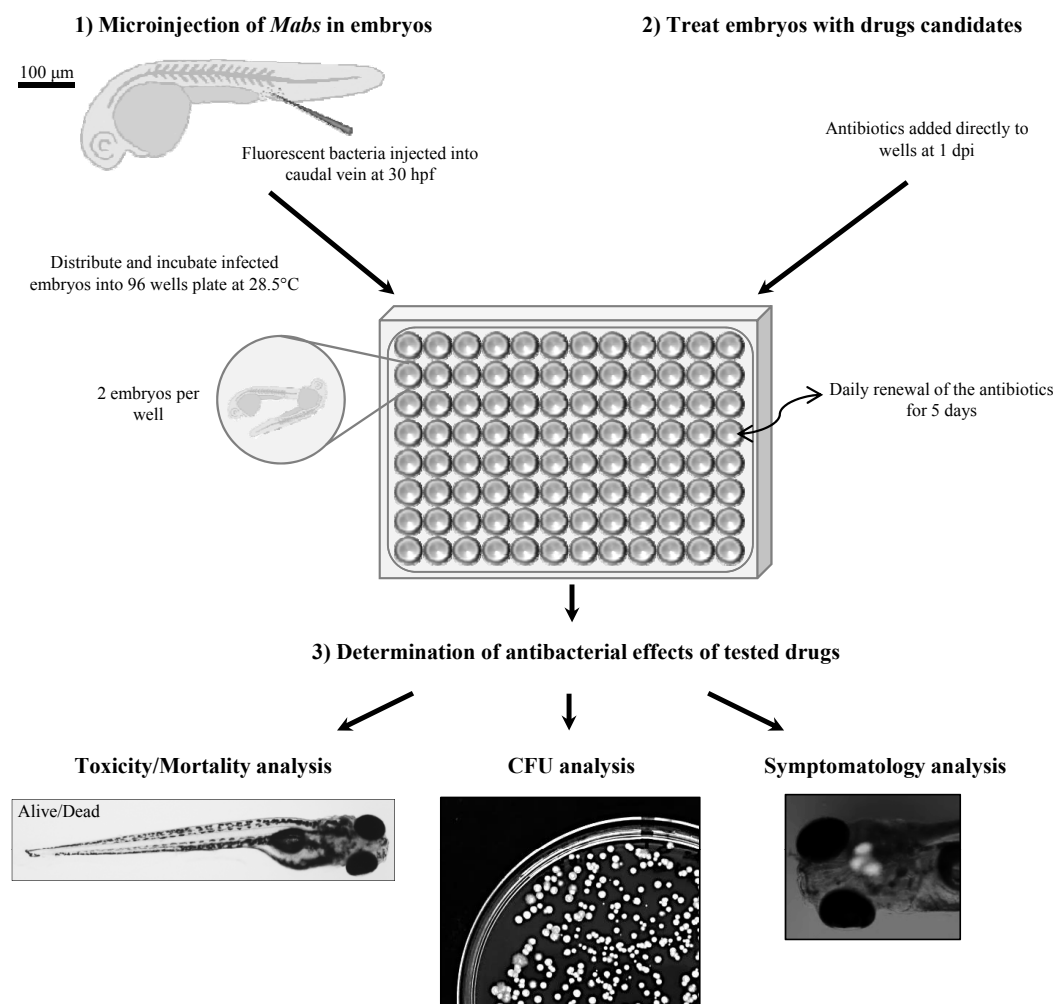 1) Microinjection of Mabs in embryos
2) Treat embryos with drugs candidates
100 μm
Fluorescent bacteria injected into
caudal vein at 30 hpf
Antibiotics added directly to
wells at 1 dpi
Distribute and incubate infected
embryos into 96 wells plate at 28.5°C
2 embryos per
well
Daily renewal of the antibiotics
for 5 days
3) Determination of antibacterial effects of tested drugs
Toxicity/Mortality analysis
CFU analysis
Symptomatology analysis
Alive/Dead